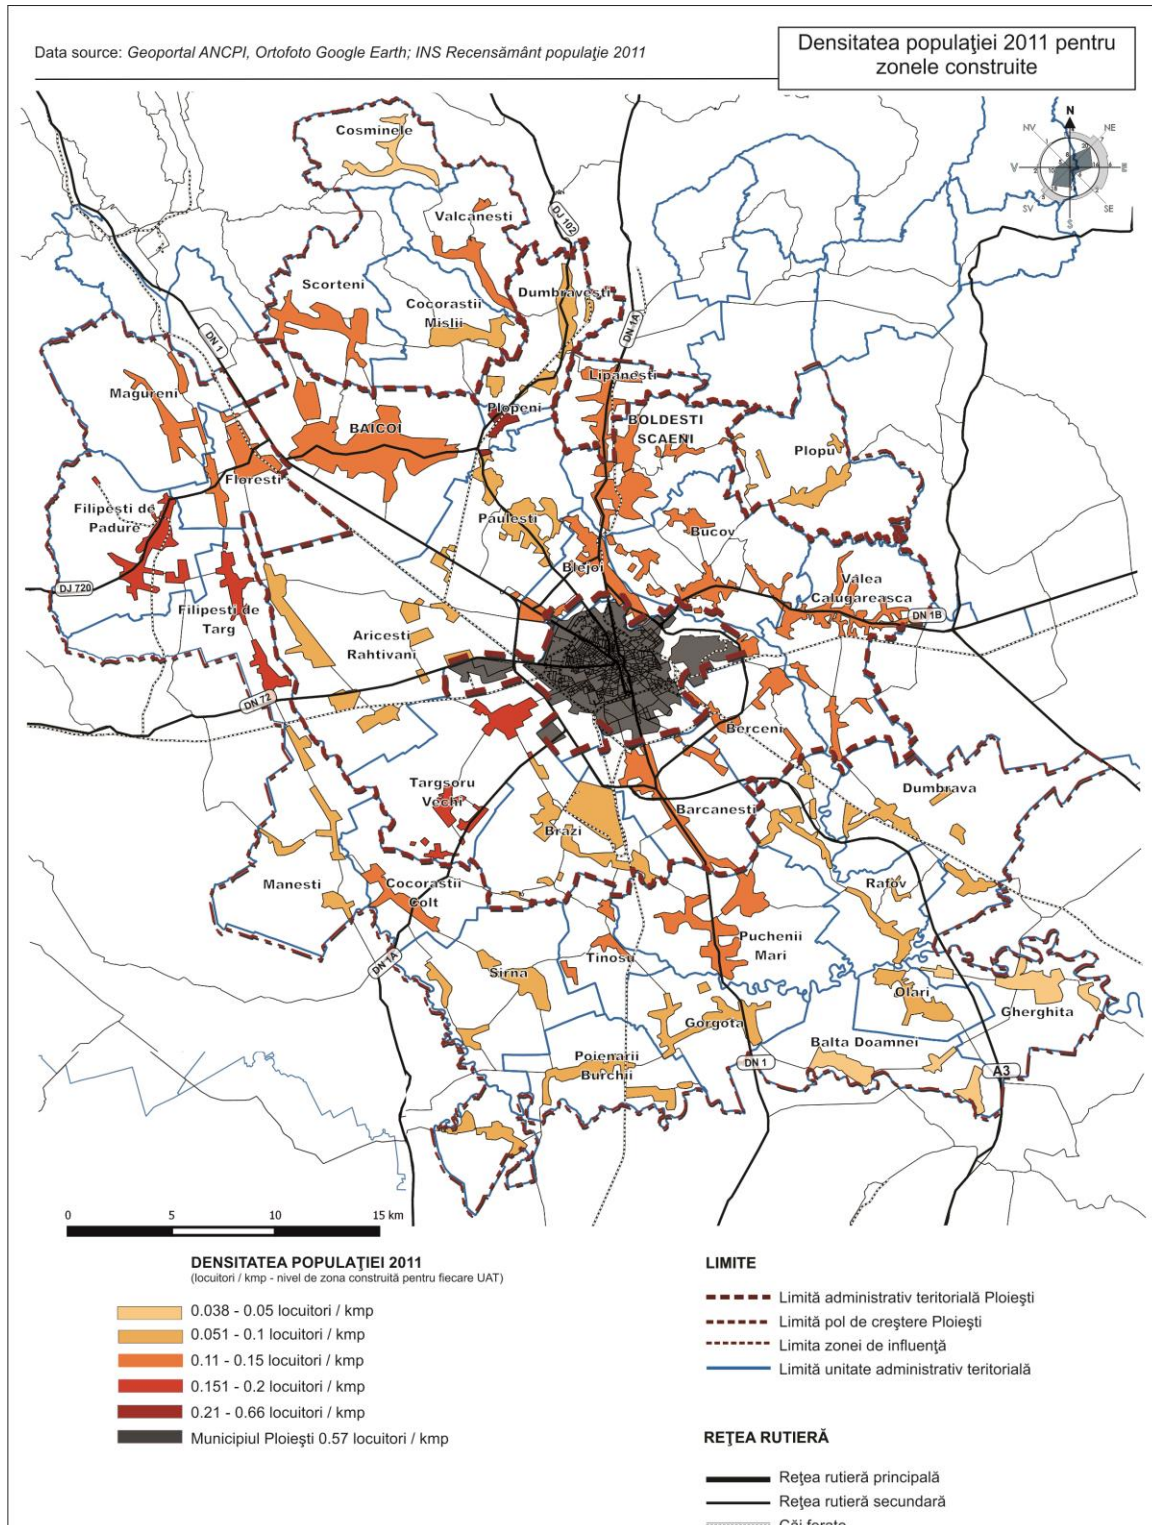 Data source: Geoportal ANCPI, Ortofoto Google Earth; INS Recensământ populaţie 2011
Densitatea populaţiei 2011 pentru
zonele construite
N
NV
NE
V
E
SV
SE
S
Cosminele
Valcanesti
DJ 102
Scorteni
Cocorastii
Mislii
Dumbravesti
DN 1A
DN 1
Lipanesti
Magureni
Plopeni
BAICOI
BOLDESTI
SCAENI
Plopu
Floresti
Filipeşti de
Padure
Paulesti
Bucov
Blejoi
Valea
Calugareasca
DJ 720
DN 1B
Filipeşti de
Targ
Aricesti
Rahtivani
DN 72
Berceni
Targsoru
Vechi
Dumbrava
Barcanesti
Brazi
Manesti
Cocorastii
Colt
Rafov
Puchenii
Mari
DN 1A
Sirna
Tinosu
Olari
Gherghita
Gorgota
Balta Doamnei
Poienarii
Burchii
DN 1
A3
0 5 10 15 km
DENSITATEA POPULAŢIEI 2011
(locuitori / kmp - nivel de zona construită pentru fiecare UAT)
0.038 - 0.05 locuitori / kmp
0.051 - 0.1 locuitori / kmp
0.11 - 0.15 locuitori / kmp
0.151 - 0.2 locuitori / kmp
0.21 - 0.66 locuitori / kmp
Municipiul Ploieşti 0.57 locuitori / kmp
LIMITE
Limită administrativ teritorială Ploieşti
Limită pol de creştere Ploieşti
Limita zonei de influenţă
Limită unitate administrativ teritorială
REŢEA RUTIERĂ
Reţea rutieră principală
Reţea rutieră secundară